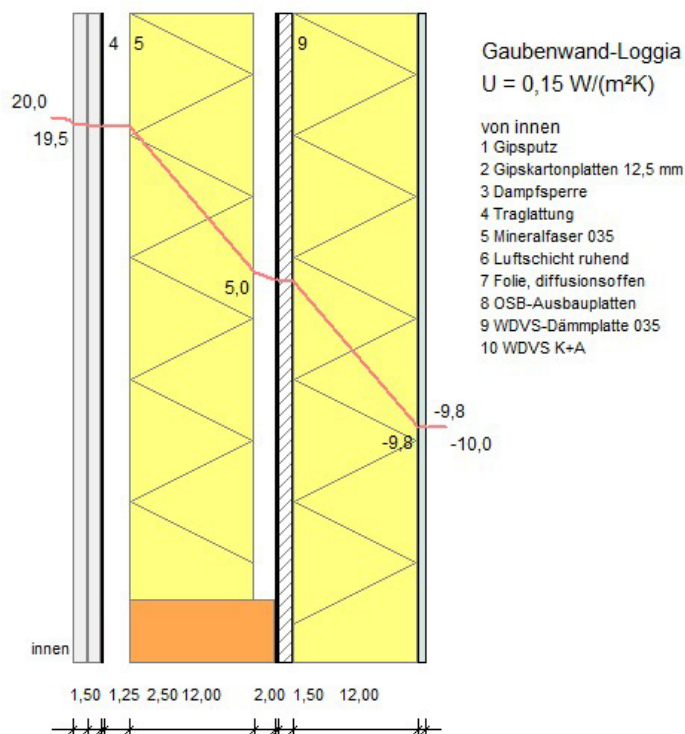 4 5 9
Gaubenwand-Loggia
U = 0,15 W/(m²K)
20,0
19,5
von innen
1 Gipsputz
2 Gipskartonplatten 12,5 mm
3 Dampfsperre
4 Traglattung
5 Mineralfaser 035
6 Luftschicht ruhend
7 Folie, diffusionsoffen
8 OSB-Ausbauplatten
9 WDVS-Dämmplatte 035
10 WDVS K+A
5,0
-9,8
-9,8
-10,0
innen
1,50 1,25 2,50 12,00 2,00 1,50 12,00